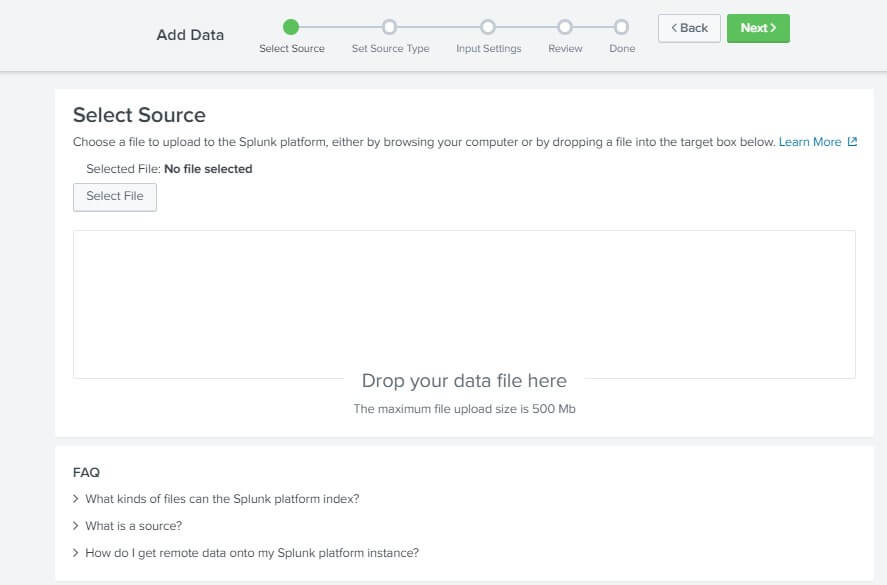 Add Data
Select Source
Set Source Type
Input Settings
Review
Done
< Back
Next >
Select Source
Choose a file to upload to the Splunk platform, either by browsing your computer or by dropping a file into the target box below. Learn More
Selected File: No file selected
Select File
Drop your data file here
The maximum file upload size is 500 Mb
FAQ
> What kinds of files can the Splunk platform index?
> What is a source?
> How do I get remote data onto my Splunk platform instance?